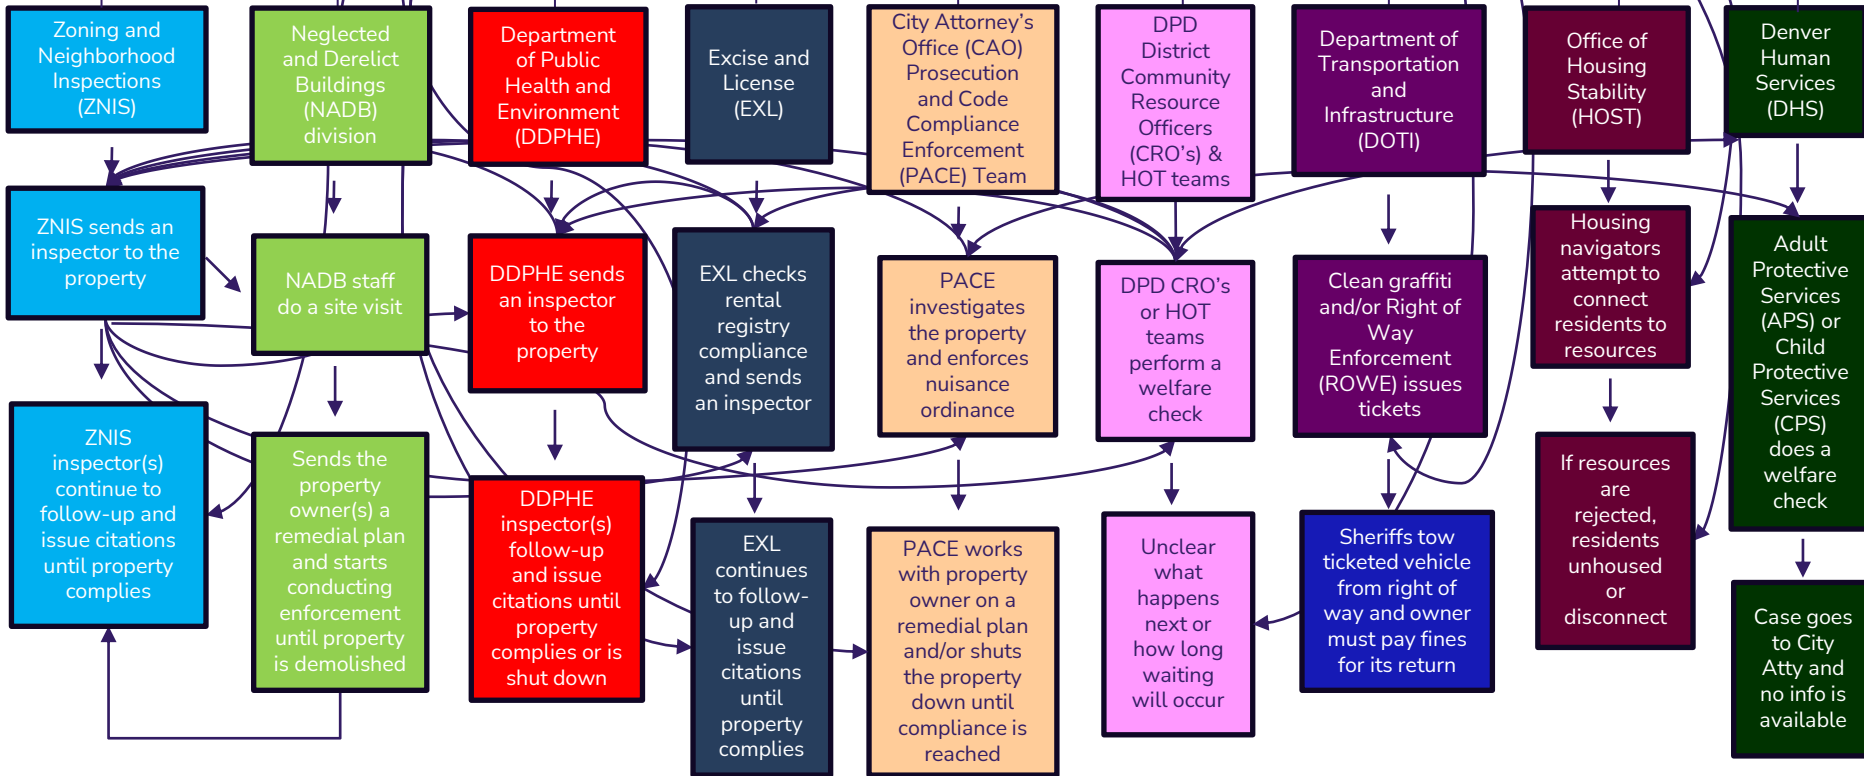 Zoning and
Neighborhood
Inspections
(ZNIS)
Neglected
and Derelict
Buildings
(NADB)
division
Department
of Public
Health and
Environment
(DDPHE)
Excise and
License
(EXL)
City Attorney's
Office (CAO)
Prosecution
and Code
Compliance
Enforcement
(PACE) Team
DPD
District
Community
Resource
Officers
(CRO's) &
HOT teams
Department of
Transportation
and
Infrastructure
(DOTI)
Office of
Housing
Stability
(HOST)
Denver
Human
Services
(DHS)
ZNIS sends an
inspector to the
property
NADB staff
do a site visit
DDPHE sends
an inspector
to the
property
EXL checks
rental
registry
compliance
and sends
an inspector
PACE
investigates
the property
and enforces
nuisance
ordinance
DPD CRO's
or HOT
teams
perform a
welfare
check
Clean graffiti
and/or Right of
Way
Enforcement
(ROWE) issues
tickets
Housing
navigators
attempt to
connect
residents to
resources
Adult
Protective
Services
(APS) or
Child
Protective
Services
(CPS)
does a
welfare
check
ZNIS
inspector(s)
continue to
follow-up and
issue citations
until property
complies
Sends the
property
owner(s) a
remedial plan
and starts
conducting
enforcement
until property
is demolished
DDPHE
inspector(s)
follow-up
and issue
citations until
property
complies or is
shut down
EXL
continues
to follow-
up and
issue
citations
until
property
complies
PACE works
with property
owner on a
remedial plan
and/or shuts
the property
down until
compliance is
reached
Unclear
what
happens
next or
how long
waiting
will occur
Sheriffs tow
ticketed vehicle
from right of
way and owner
must pay fines
for its return
If resources
are
rejected,
residents
unhoused
or
disconnect
Case goes
to City
Atty and
no info is
available